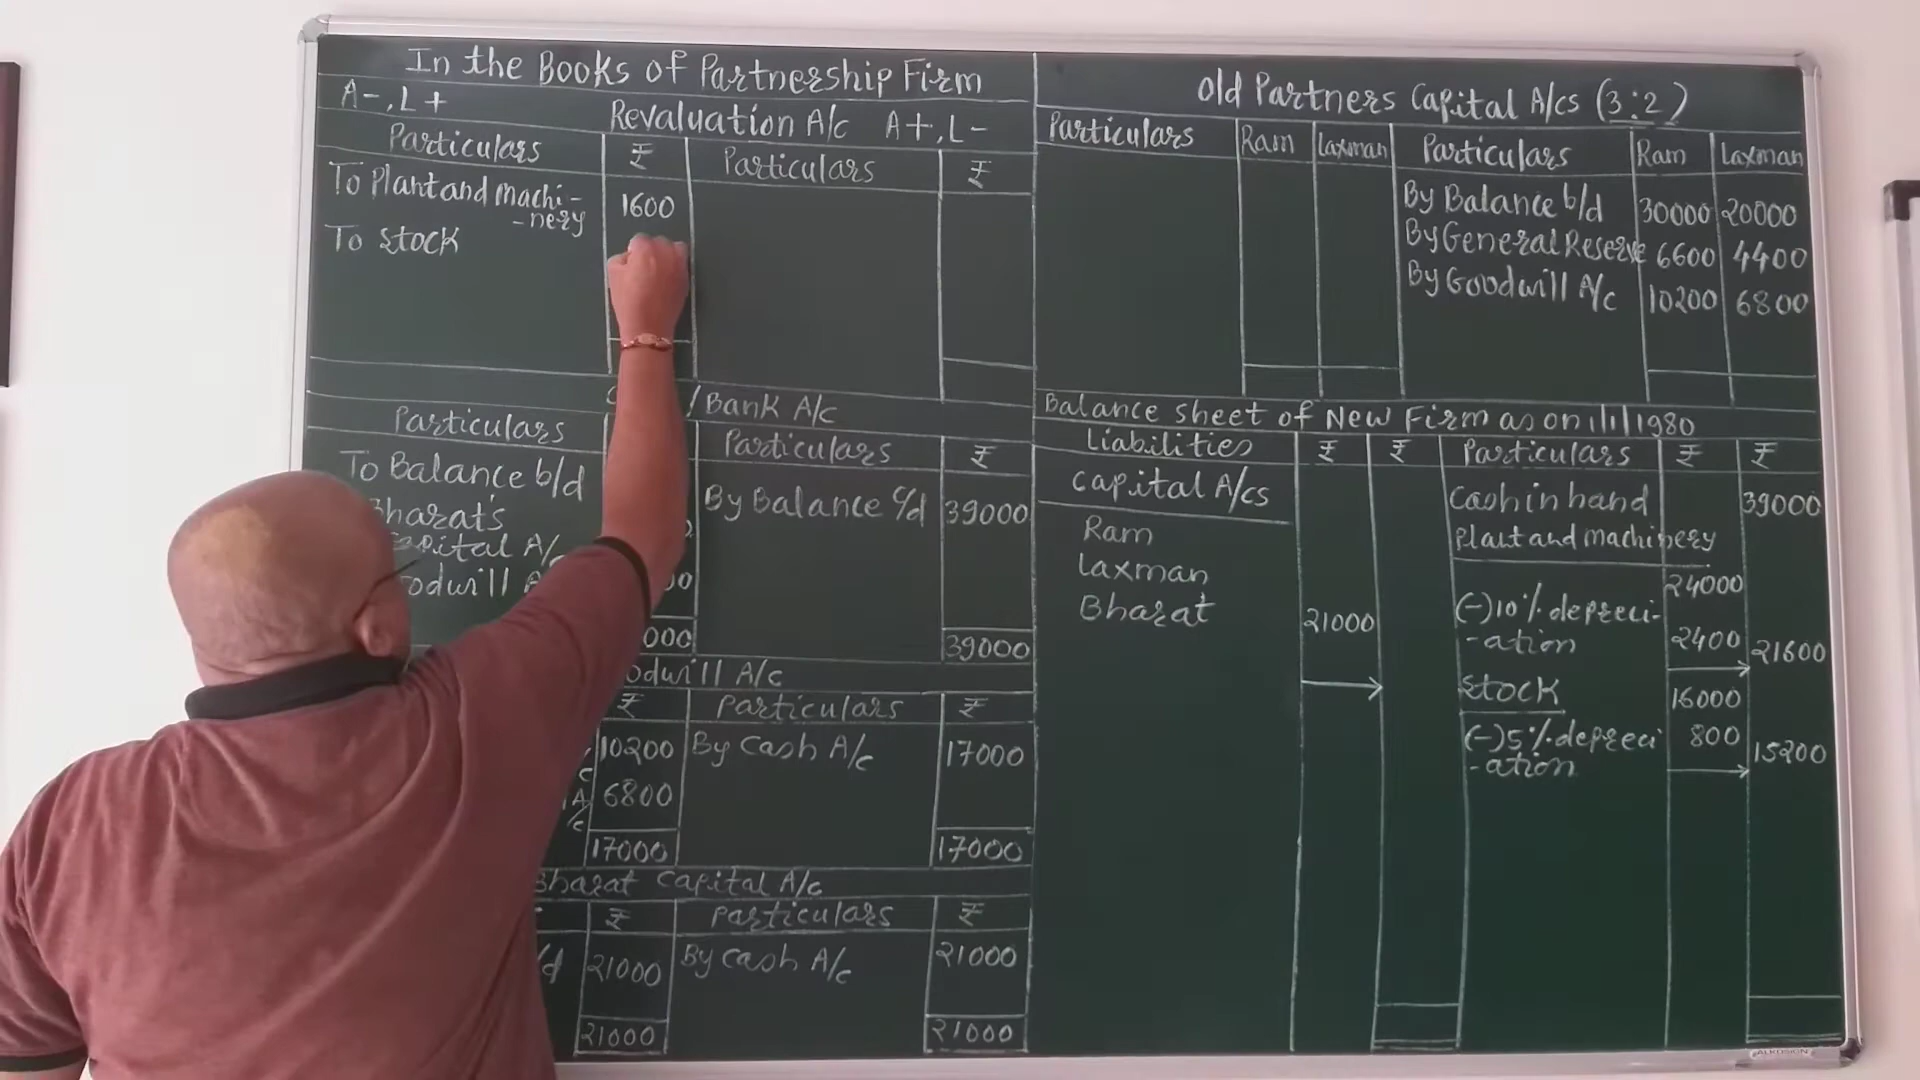 In the Books of Partnership Firm
A-, L+
Revaluation A/c A+, L-
Particulars ₹ Particulars ₹
To Plant and machi-
-nery 1600
To Stock
/Bank A/c
Particulars Particulars ₹
To Balance b/d
By Balance c/d 39000
Bharat's
Capital A/c
Goodwill A
000 39000
odwill A/c
₹ Particulars ₹
10200 By Cash A/c 17000
A/c 6800
17000 17000
Bharat Capital A/c
₹ Particulars ₹
/d 21000 By Cash A/c 21000
21000 21000
Old Partners Capital A/cs (3:2)
Particulars Ram Laxman Particulars Ram Laxman
By Balance b/d 30000 20000
By General Reserve 6600 4400
By Goodwill A/c 10200 6800
Balance sheet of New Firm as on 1/1/1980
Liabilities ₹ ₹ Particulars ₹ ₹
Capital A/cs
Cash in hand 39000
Ram
Plant and machinery
24000
Laxman
Bharat 21000
(-)10% depreci-
-ation 2400 21600
Stock 16000
(-)5% depreci
-ation 800 15200
ALKOSIGN